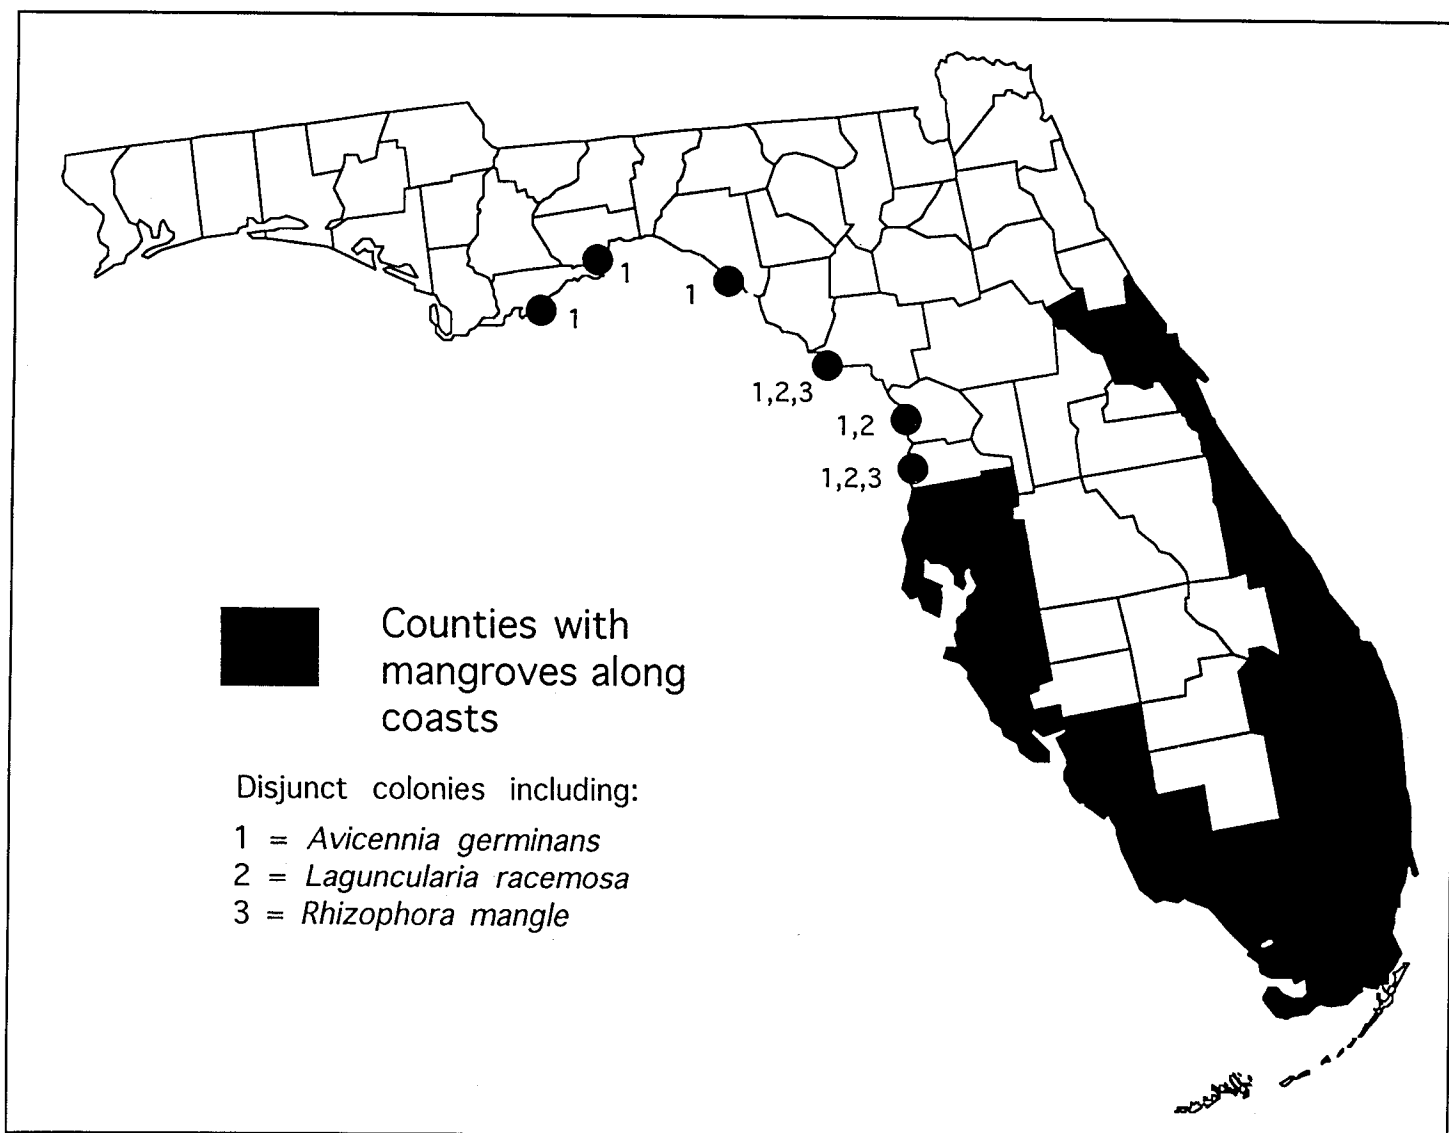 1
1
1
1,2,3
1,2
1,2,3
Counties with
mangroves along
coasts
Disjunct colonies including:
1 = Avicennia germinans
2 = Laguncularia racemosa
3 = Rhizophora mangle